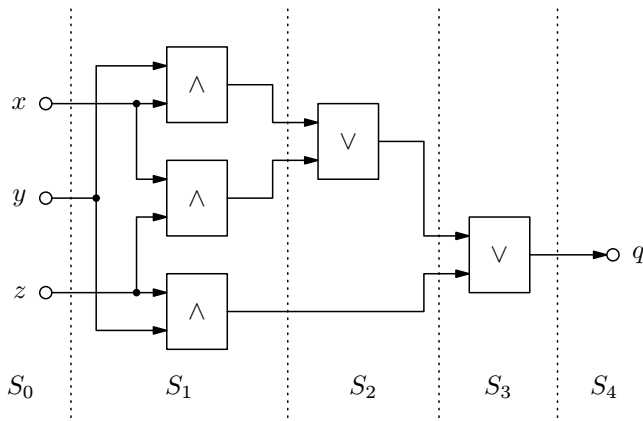 ∧
x
∨
y
∧
∨
q
z
∧
S₀ S₁ S₂ S₃ S₄